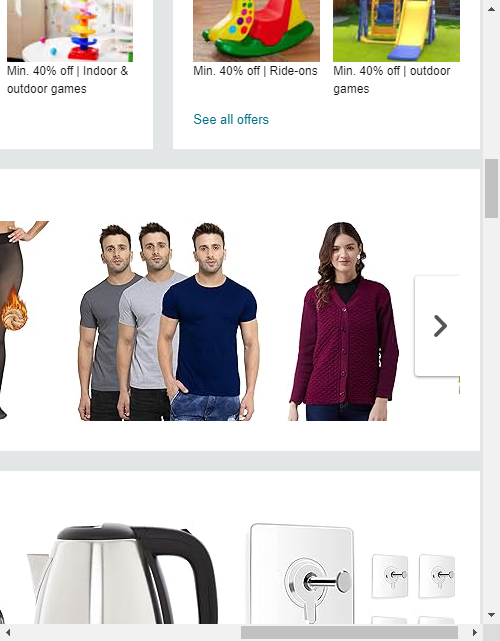 Min. 40% off | Indoor &
outdoor games
Min. 40% off | Ride-ons
Min. 40% off | outdoor
games
See all offers